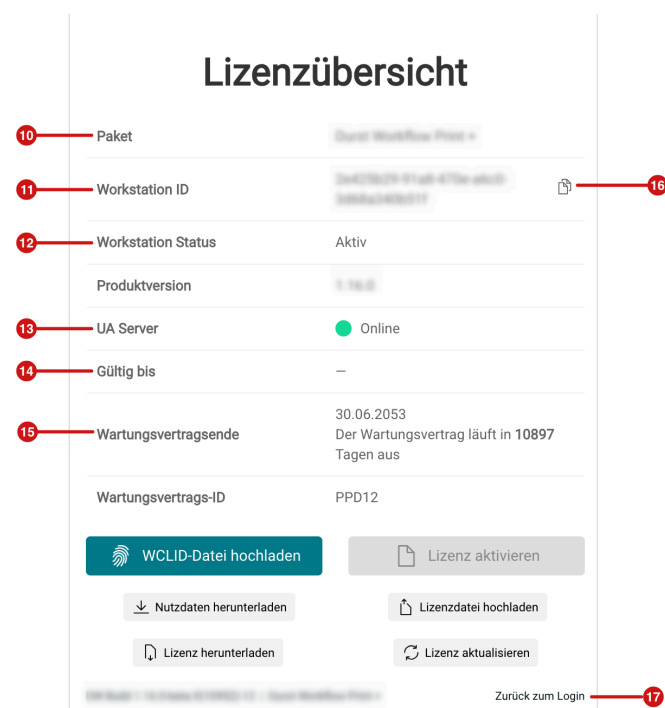 Lizenzübersicht
10 Paket
11 Workstation ID 16
12 Workstation Status Aktiv
Produktversion
13 UA Server Online
14 Gültig bis –
15 Wartungsvertragsende 30.06.2053
Der Wartungsvertrag läuft in 10897
Tagen aus
Wartungsvertrags-ID PPD12
WCLID-Datei hochladen Lizenz aktivieren
Nutzdaten herunterladen Lizenzdatei hochladen
Lizenz herunterladen Lizenz aktualisieren
Zurück zum Login 17